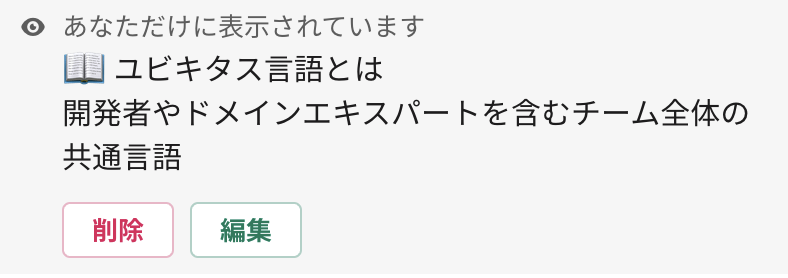 あなただけに表示されています
📖 ユビキタス言語とは
開発者やドメインエキスパートを含むチーム全体の
共通言語
削除 編集